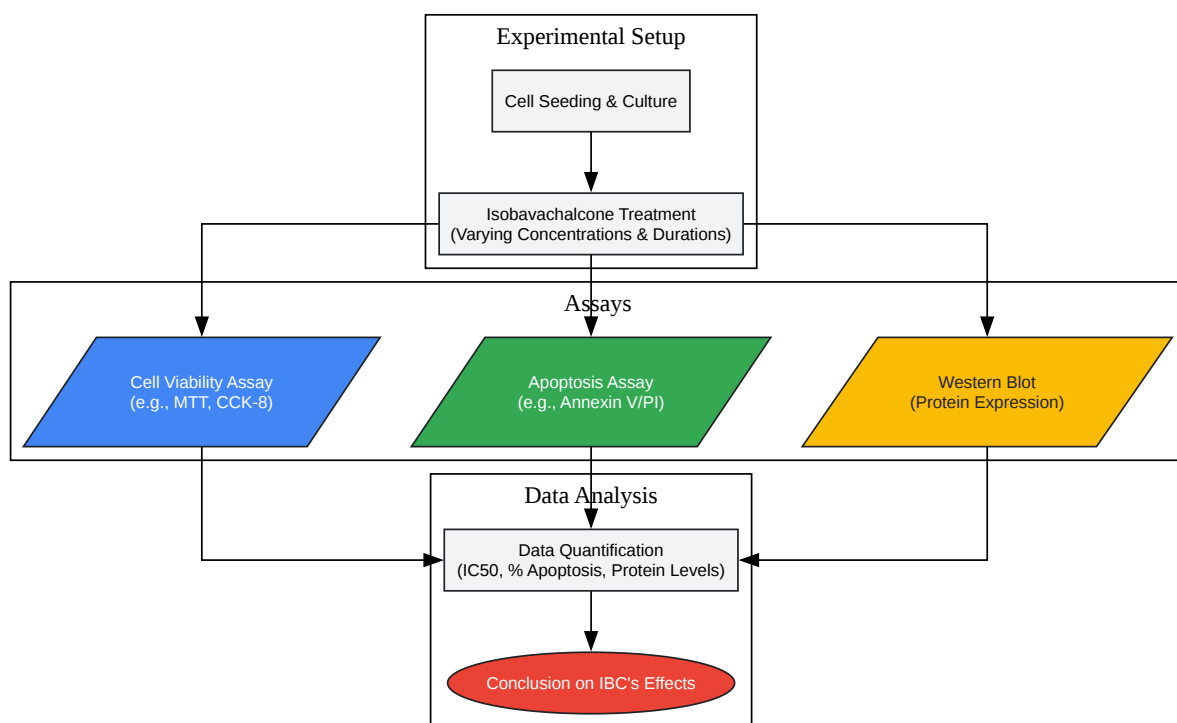 Experimental Setup
Cell Seeding & Culture
Isobavachalcone Treatment
(Varying Concentrations & Durations)
Assays
Cell Viability Assay
(e.g., MTT, CCK-8)
Apoptosis Assay
(e.g., Annexin V/PI)
Western Blot
(Protein Expression)
Data Analysis
Data Quantification
(IC50, % Apoptosis, Protein Levels)
Conclusion on IBC's Effects